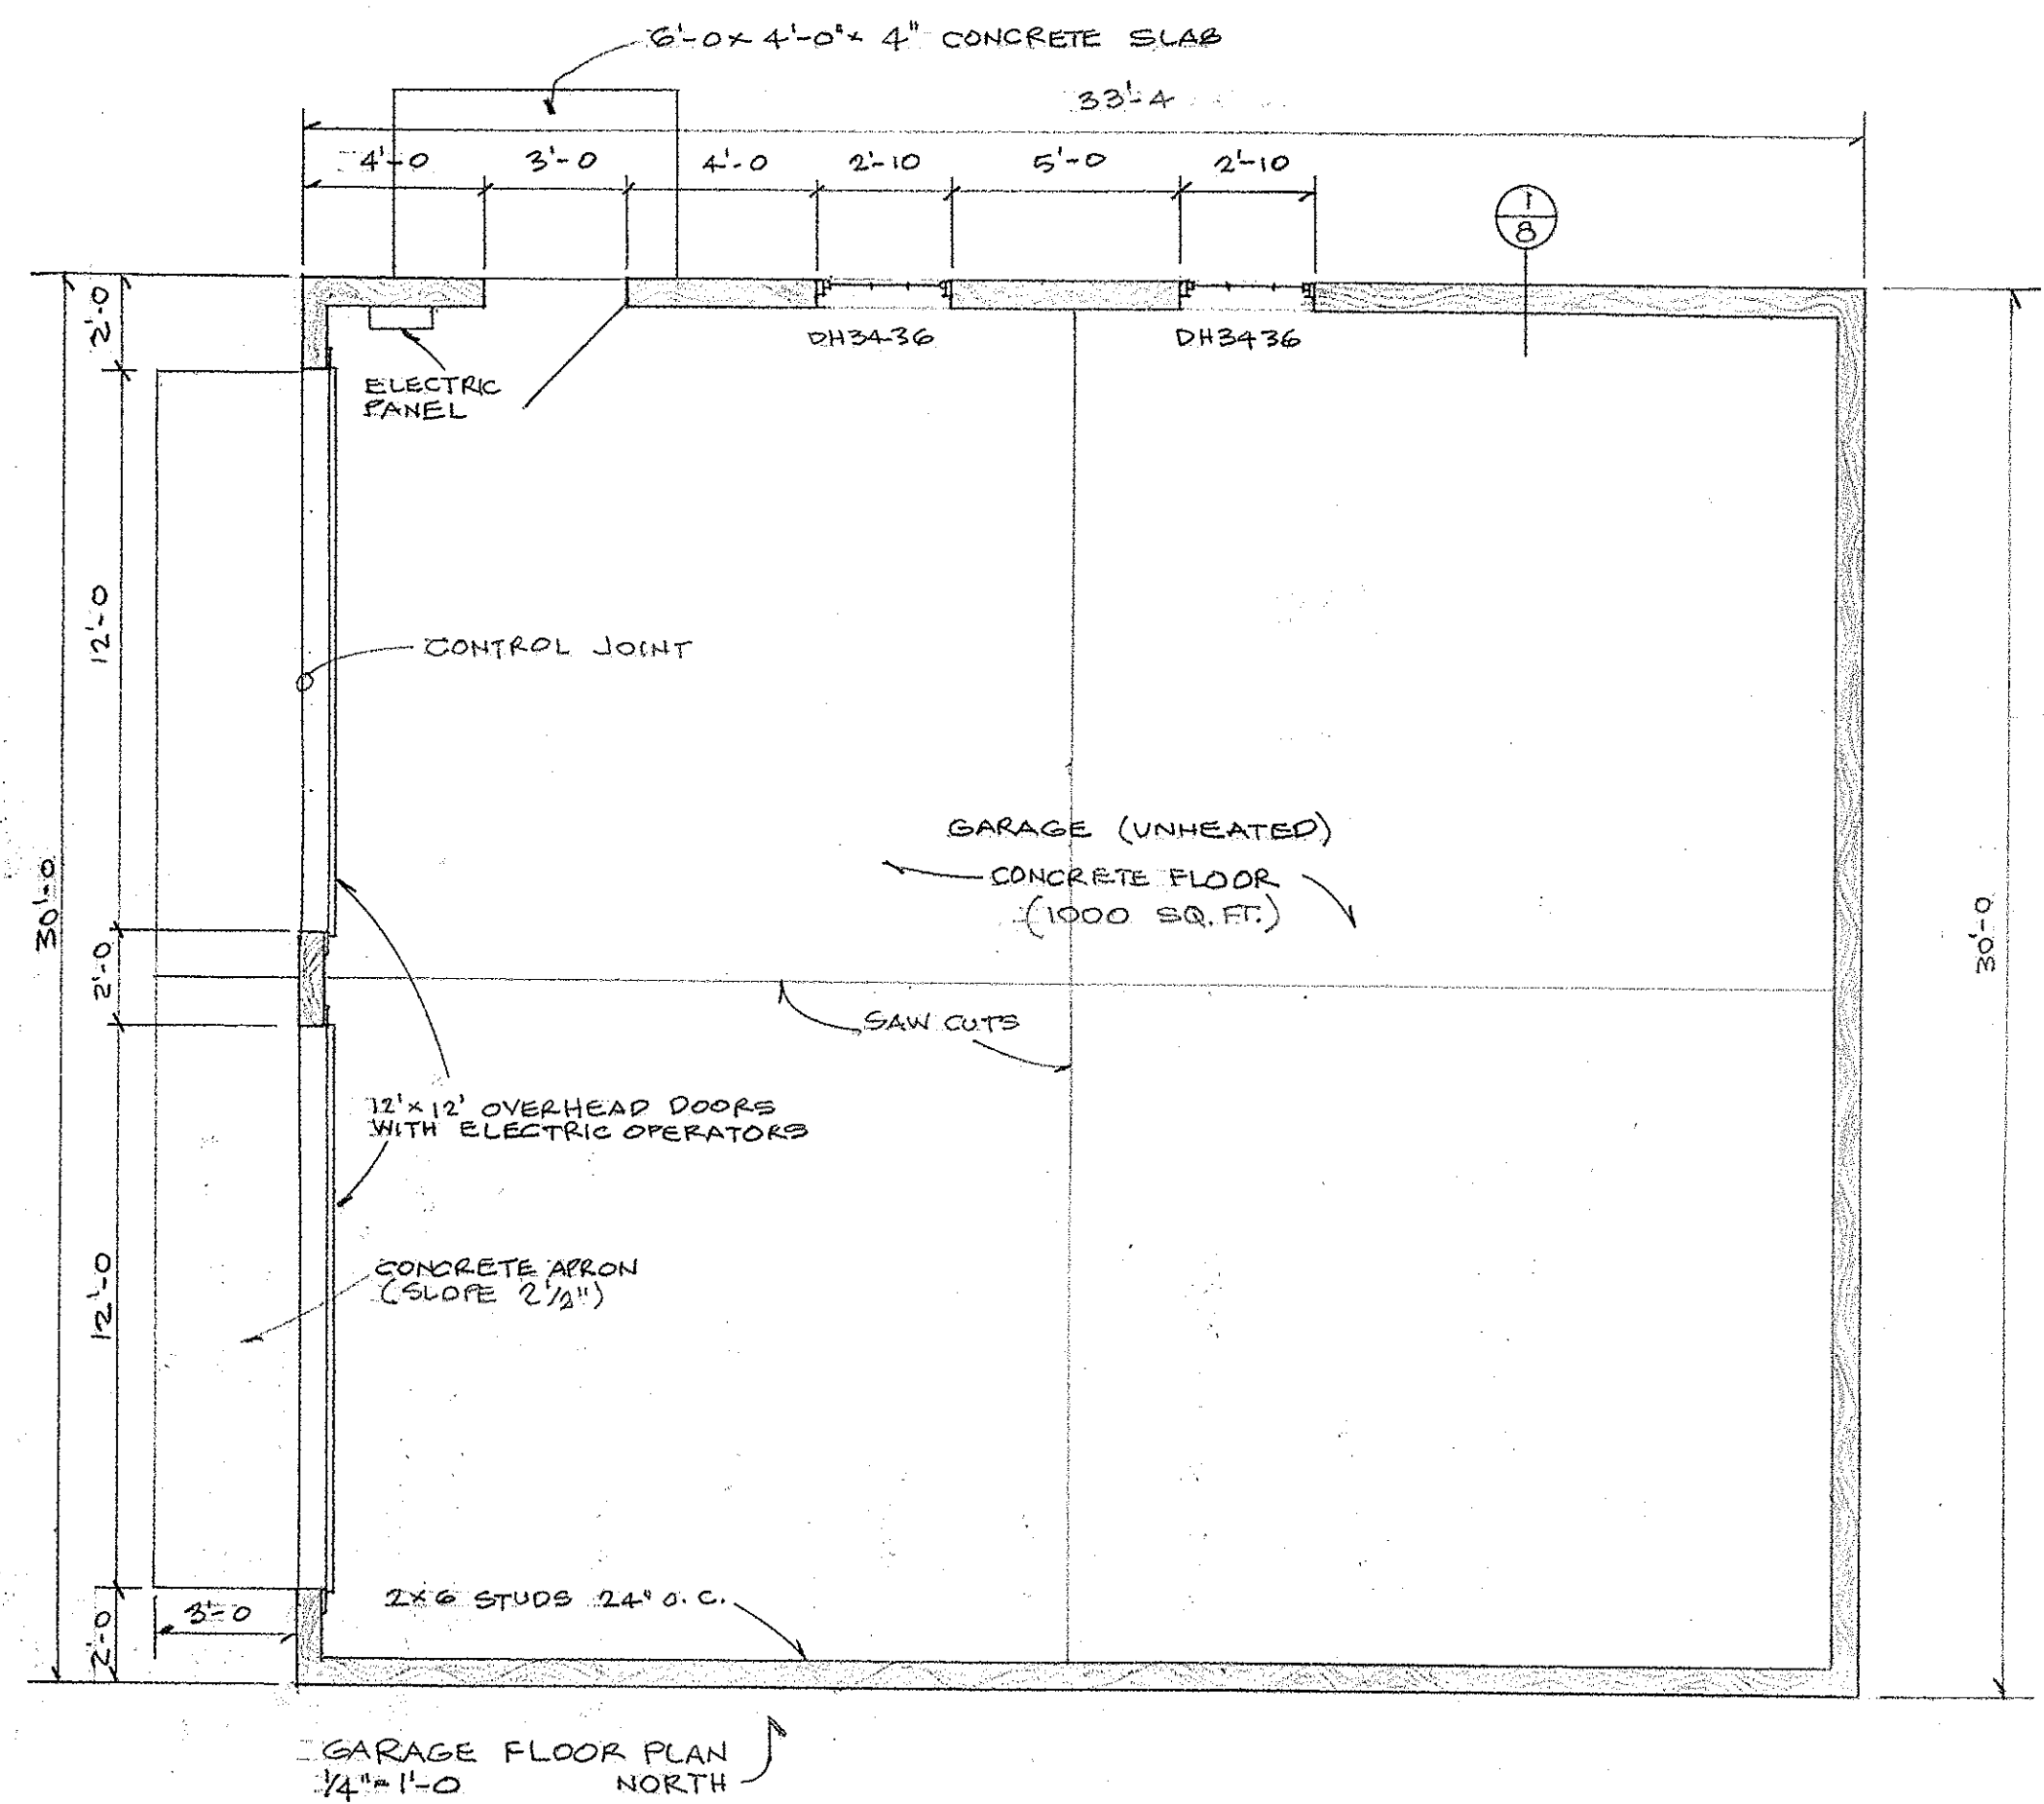 6'-0 x 4'-0" x 4" CONCRETE SLAB
33'-4
4'-0
3'-0
4'-0
2'-10
5'-0
2'-10
1
8
2'-0
DH3436
DH3436
ELECTRIC
PANEL
12'-0
CONTROL JOINT
GARAGE (UNHEATED)
CONCRETE FLOOR
(1000 SQ. FT.)
30'-0
30'-0
2'-0
SAW CUTS
12' x 12' OVERHEAD DOORS
WITH ELECTRIC OPERATORS
12'-0
CONCRETE APRON
(SLOPE 2 1/2")
2 x 6 STUDS 24" O.C.
3'-0
2'-0
GARAGE FLOOR PLAN
1/4" = 1'-0
NORTH